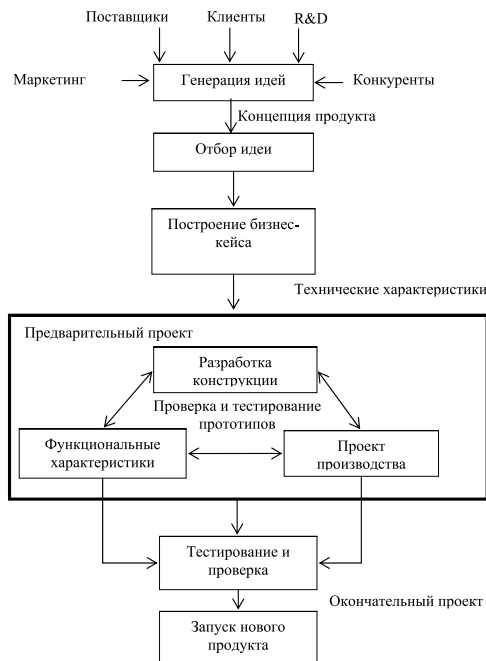 Поставщики
Клиенты
R&D
Маркетинг
Генерация идей
Конкуренты
Концепция продукта
Отбор идеи
Построение бизнес-
кейса
Технические характеристики
Предварительный проект
Разработка
конструкции
Проверка и тестирование
прототипов
Функциональные
характеристики
Проект
производства
Тестирование и
проверка
Окончательный проект
Запуск нового
продукта